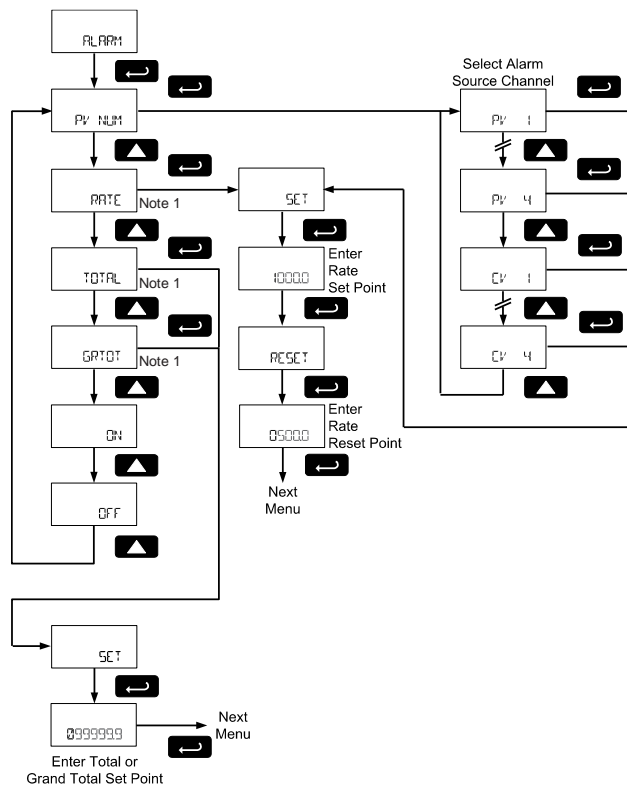 ALARM
Select Alarm
Source Channel
PV NUM
PV 1
RATE
Note 1
SET
PV 4
TOTAL
Note 1
1000.0
Enter
Rate
Set Point
CV 1
GRTOT
Note 1
RESET
CV 4
ON
0500.0
Enter
Rate
Reset Point
OFF
Next
Menu
SET
099999.9
Next
Menu
Enter Total or
Grand Total Set Point